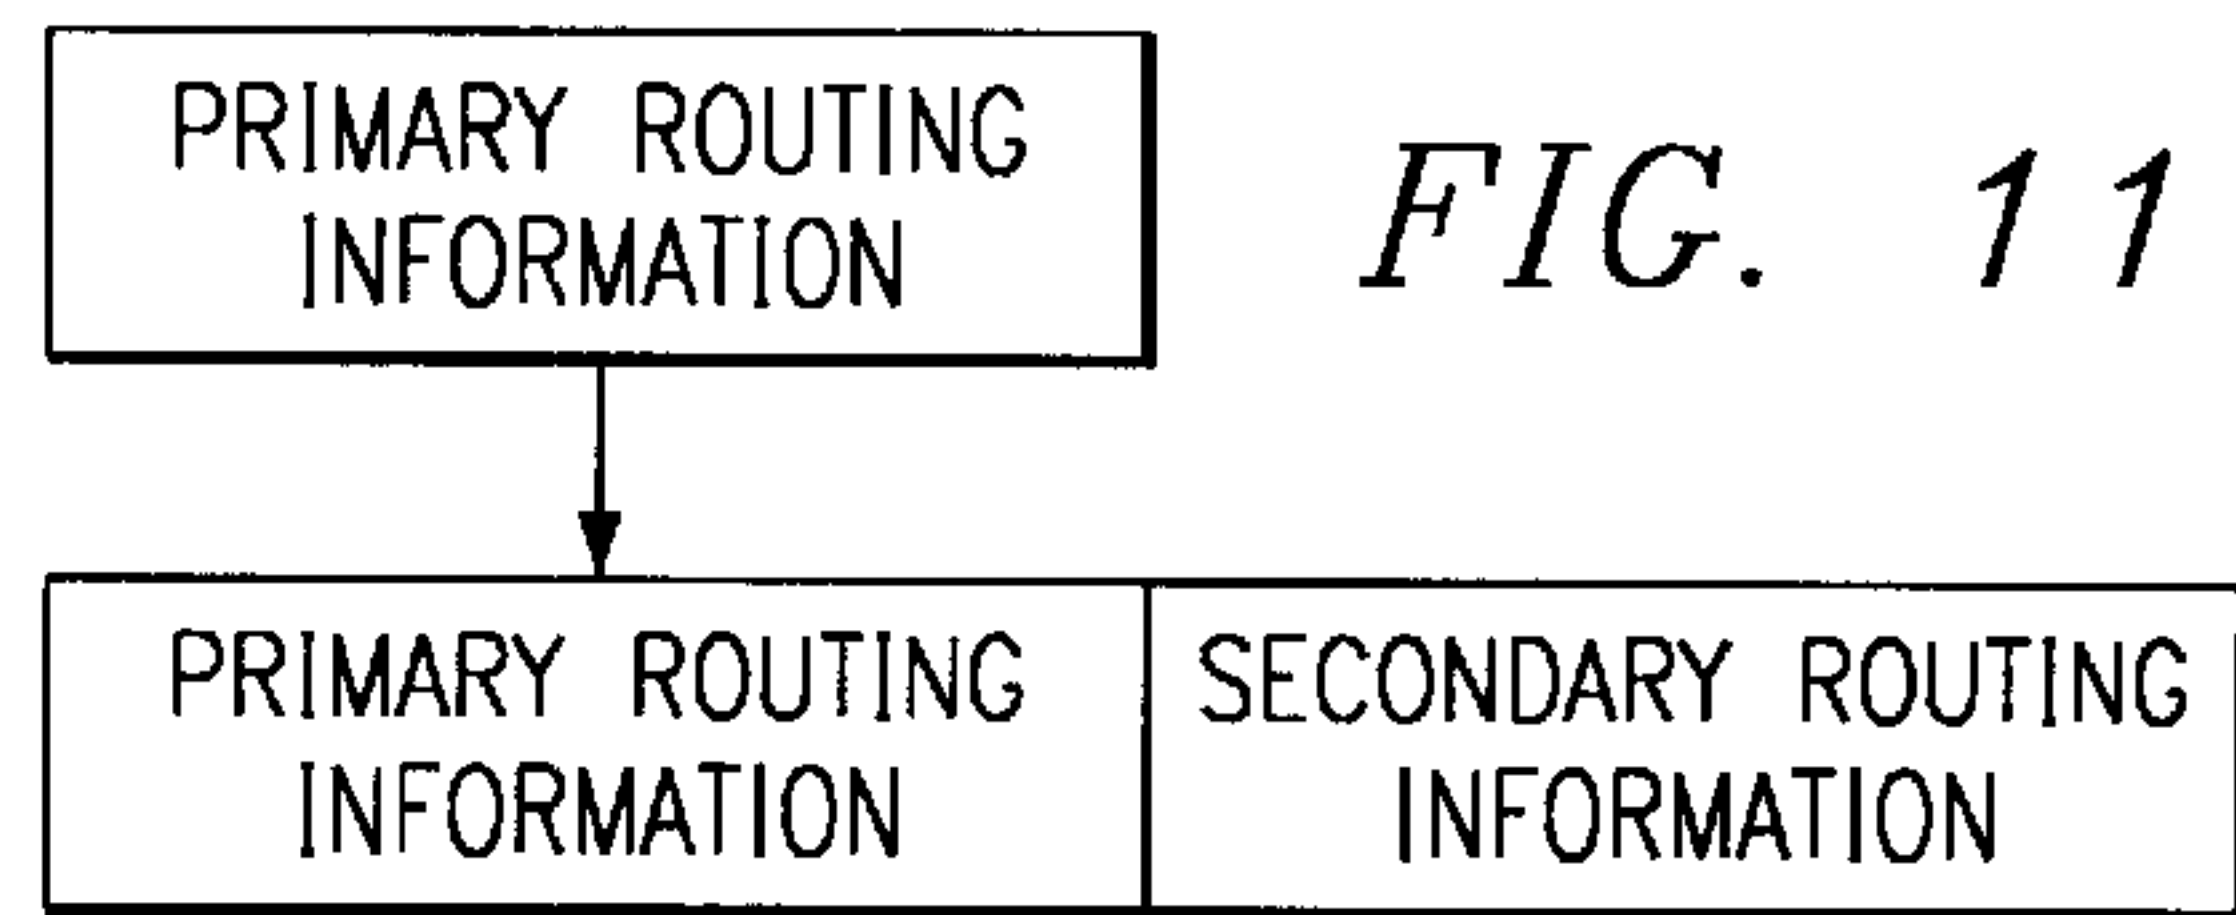 PRIMARY ROUTING
INFORMATION
FIG. 11
PRIMARY ROUTING
INFORMATION
SECONDARY ROUTING
INFORMATION